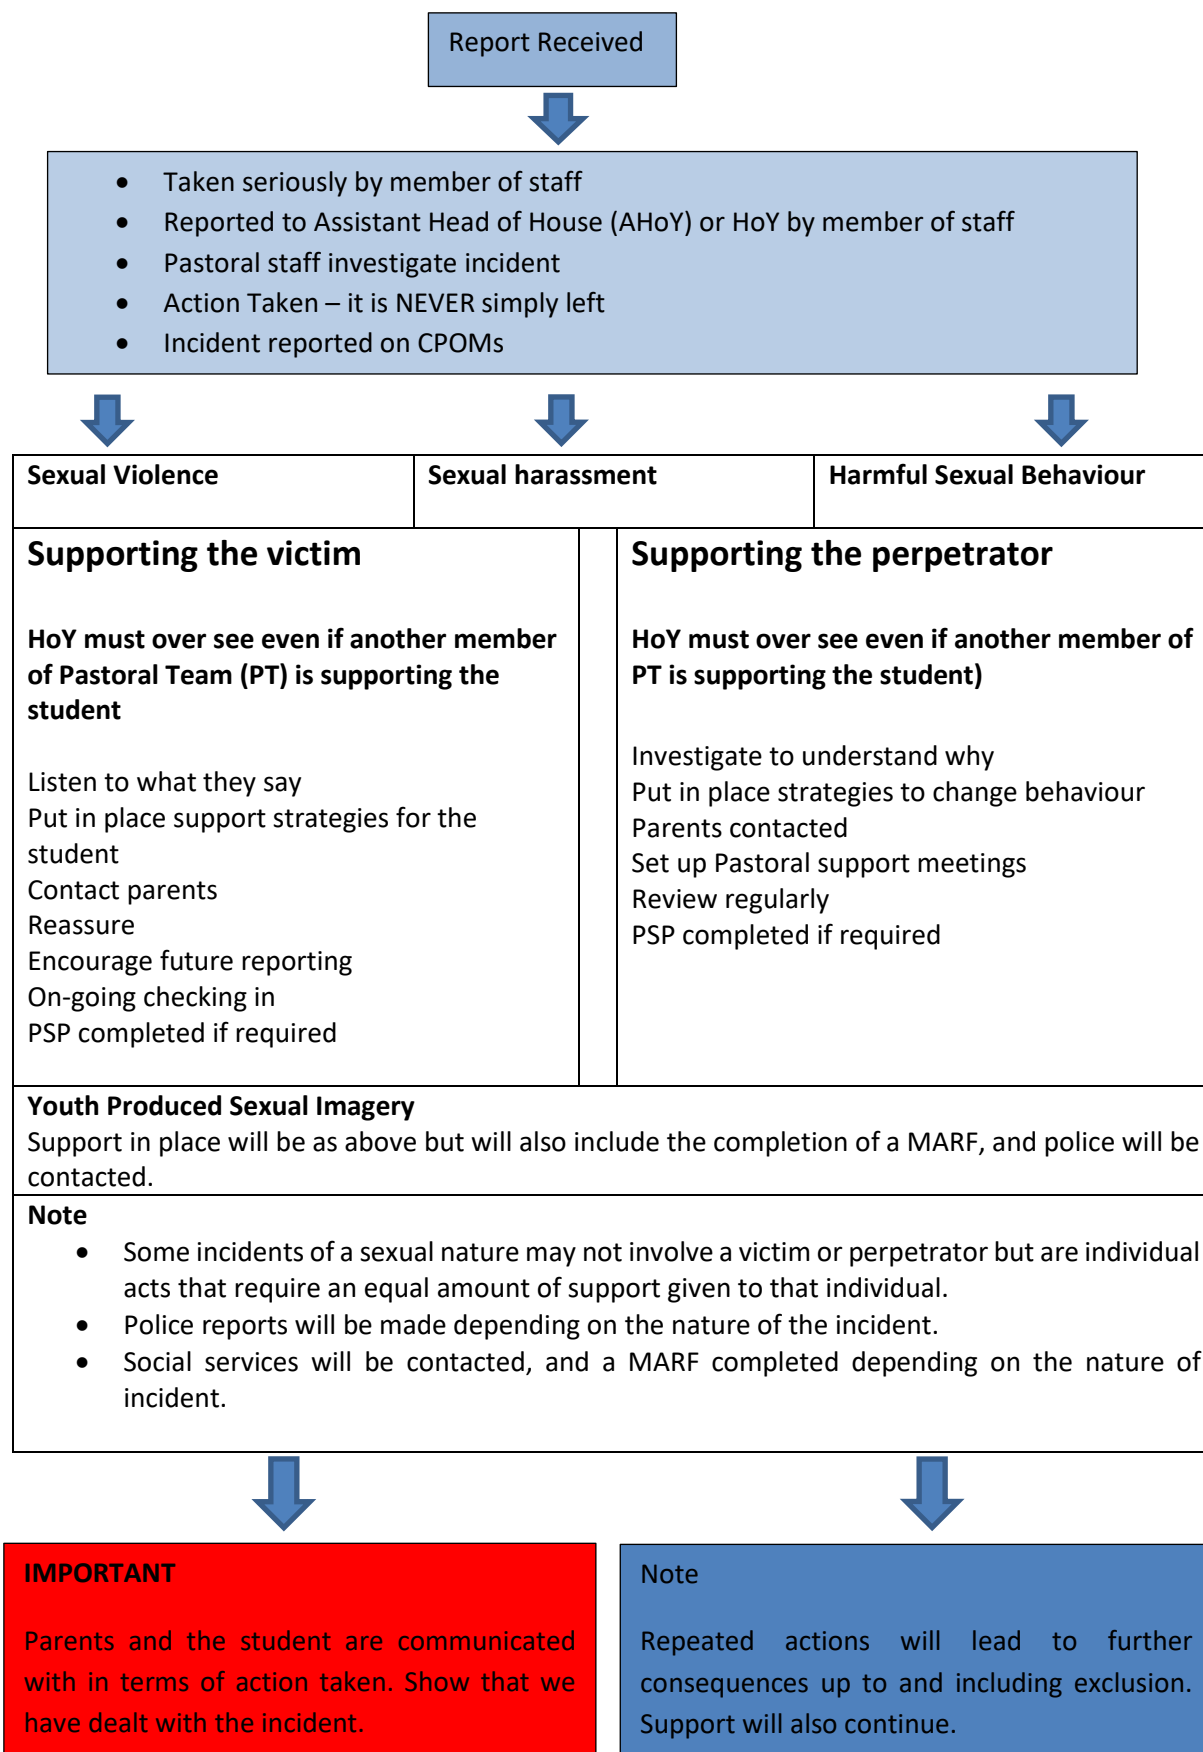 Report Received
• Taken seriously by member of staff
• Reported to Assistant Head of House (AHoY) or HoY by member of staff
• Pastoral staff investigate incident
• Action Taken – it is NEVER simply left
• Incident reported on CPOMs
Sexual Violence
Sexual harassment
Harmful Sexual Behaviour
Supporting the victim
HoY must over see even if another member
of Pastoral Team (PT) is supporting the
student
Listen to what they say
Put in place support strategies for the
student
Contact parents
Reassure
Encourage future reporting
On-going checking in
PSP completed if required
Supporting the perpetrator
HoY must over see even if another member of
PT is supporting the student)
Investigate to understand why
Put in place strategies to change behaviour
Parents contacted
Set up Pastoral support meetings
Review regularly
PSP completed if required
Youth Produced Sexual Imagery
Support in place will be as above but will also include the completion of a MARF, and police will be
contacted.
Note
• Some incidents of a sexual nature may not involve a victim or perpetrator but are individual
acts that require an equal amount of support given to that individual.
• Police reports will be made depending on the nature of the incident.
• Social services will be contacted, and a MARF completed depending on the nature of
incident.
IMPORTANT
Parents and the student are communicated
with in terms of action taken. Show that we
have dealt with the incident.
Note
Repeated actions will lead to further
consequences up to and including exclusion.
Support will also continue.